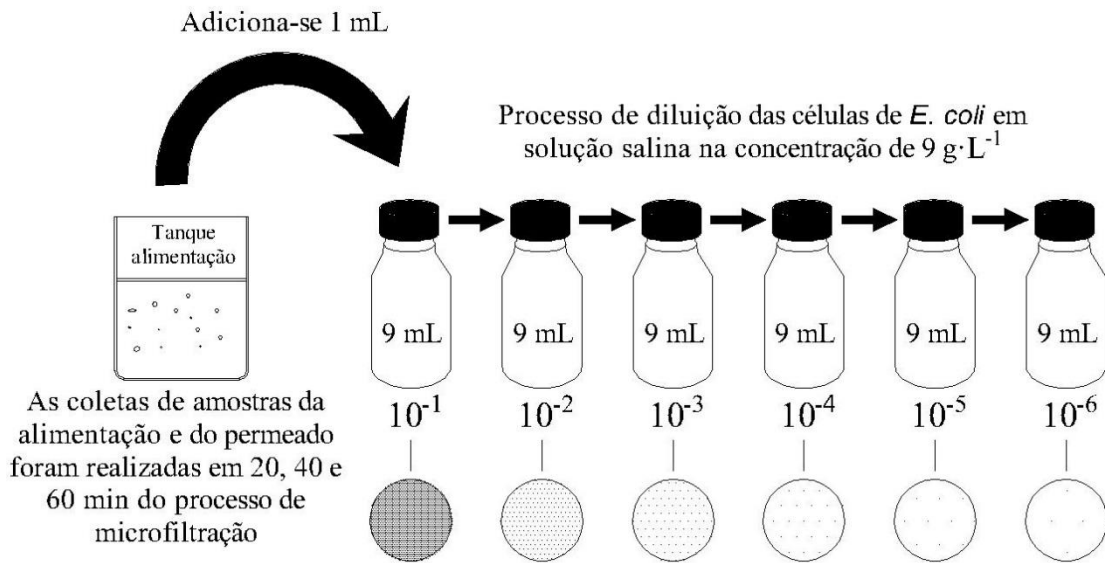 Adiciona-se 1 mL
Processo de diluição das células de E. coli em
solução salina na concentração de 9 g·L⁻¹
Tanque
alimentação
9 mL 9 mL 9 mL 9 mL 9 mL 9 mL
10⁻¹ 10⁻² 10⁻³ 10⁻⁴ 10⁻⁵ 10⁻⁶
As coletas de amostras da
alimentação e do permeado
foram realizadas em 20, 40 e
60 min do processo de
microfiltração